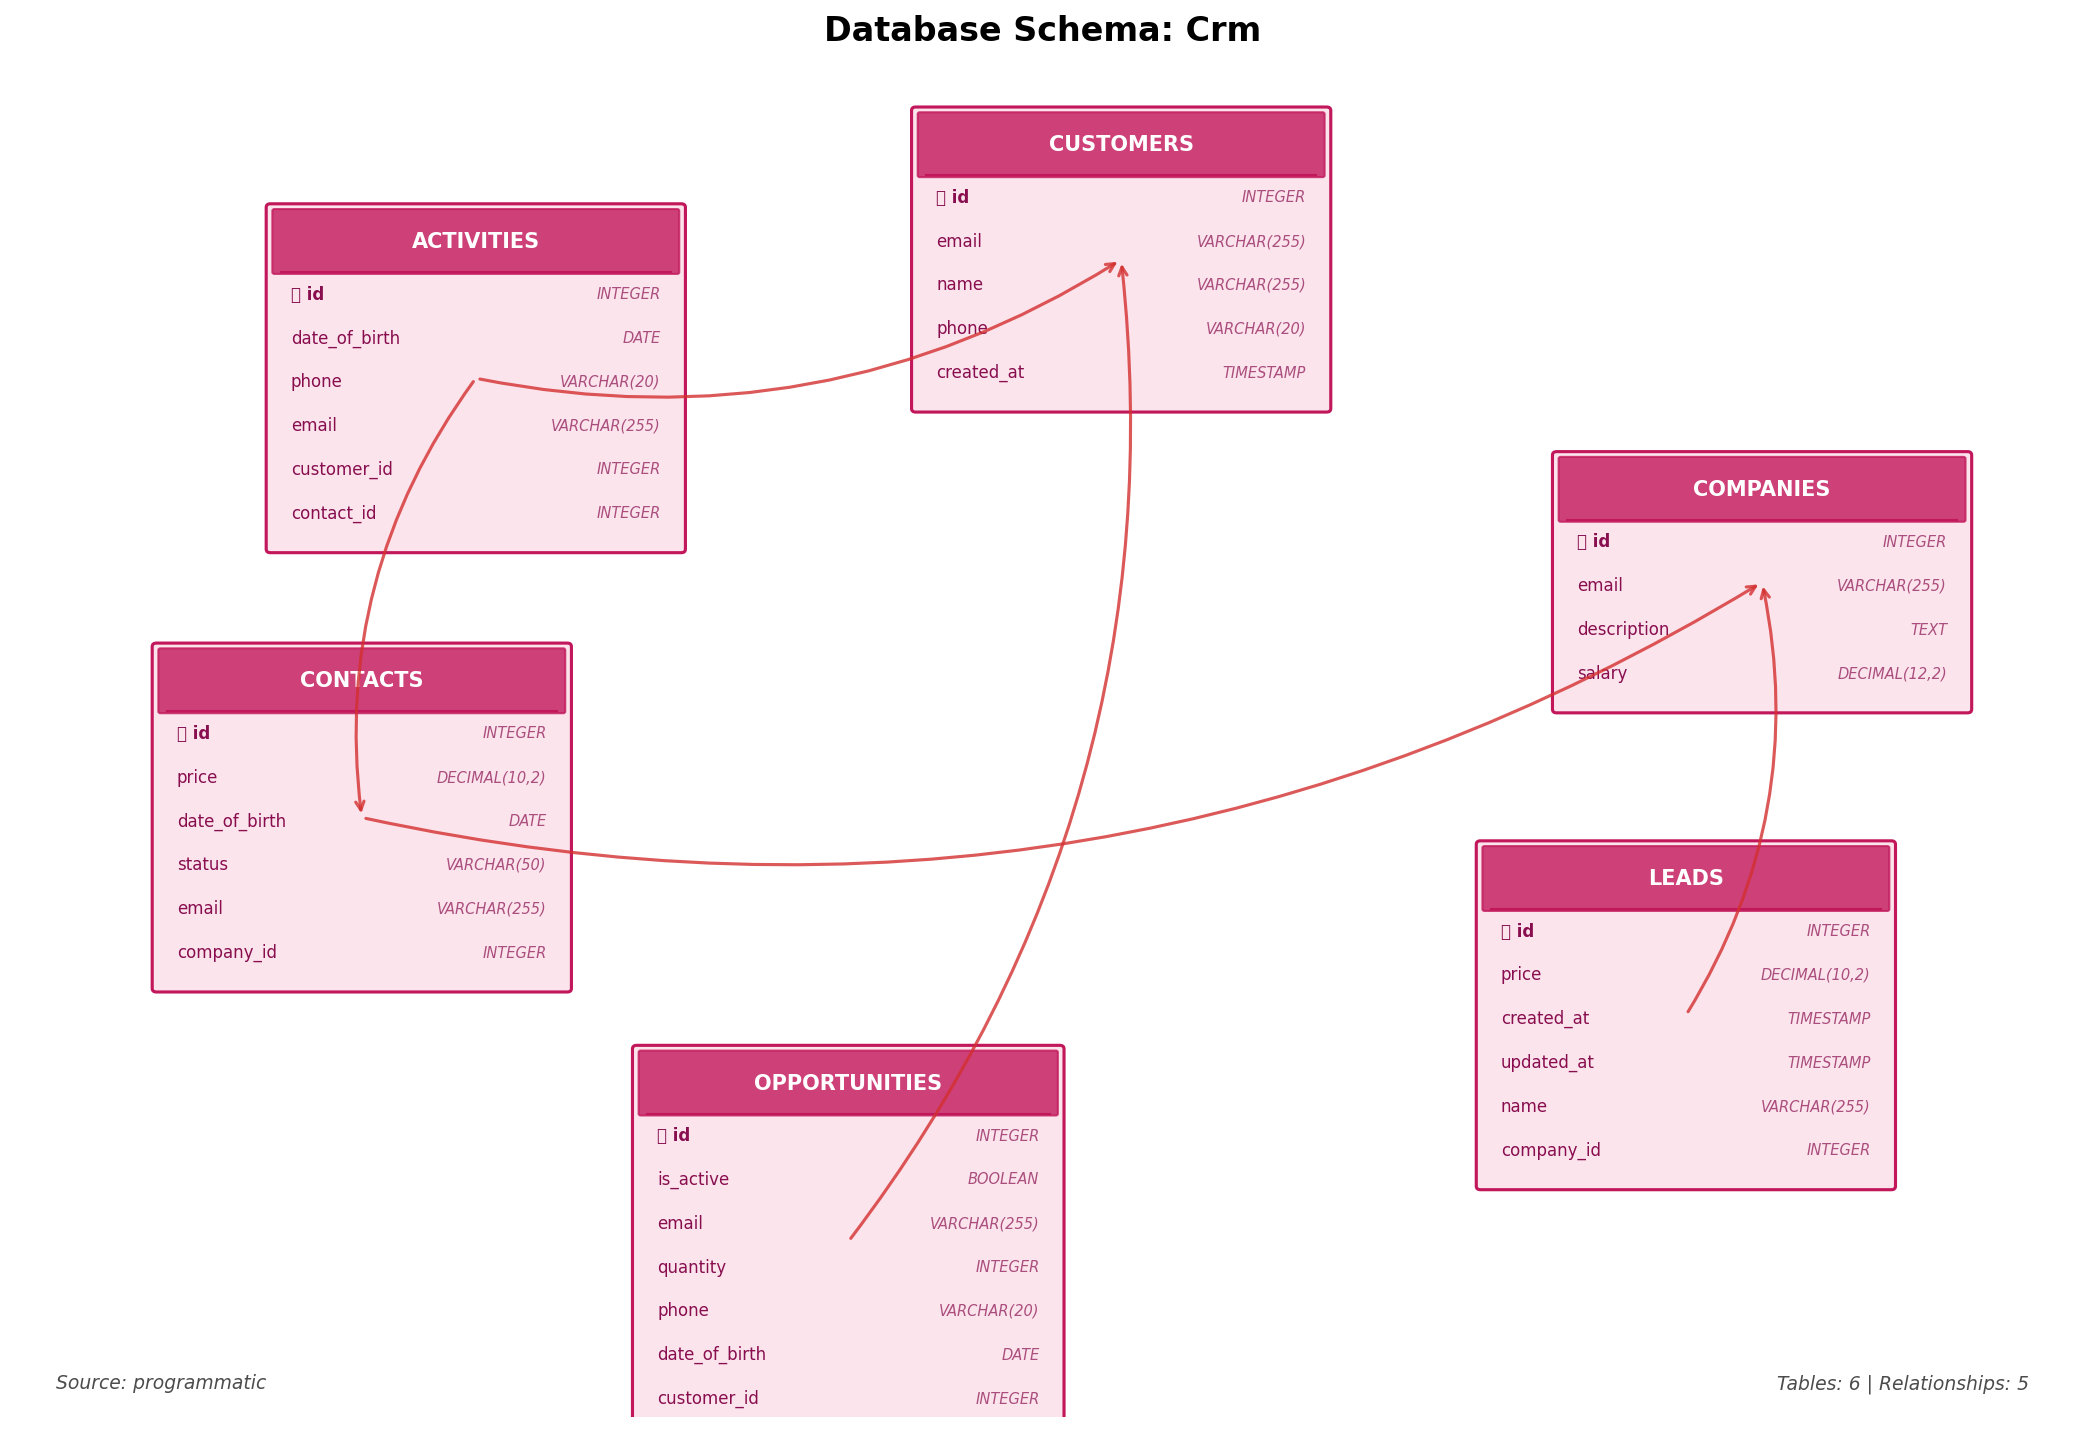 Database Schema: Crm
CUSTOMERS
id INTEGER
email VARCHAR(255)
name VARCHAR(255)
phone VARCHAR(20)
created_at TIMESTAMP
ACTIVITIES
id INTEGER
date_of_birth DATE
phone VARCHAR(20)
email VARCHAR(255)
customer_id INTEGER
contact_id INTEGER
COMPANIES
id INTEGER
email VARCHAR(255)
description TEXT
salary DECIMAL(12,2)
CONTACTS
id INTEGER
price DECIMAL(10,2)
date_of_birth DATE
status VARCHAR(50)
email VARCHAR(255)
company_id INTEGER
LEADS
id INTEGER
price DECIMAL(10,2)
created_at TIMESTAMP
updated_at TIMESTAMP
name VARCHAR(255)
company_id INTEGER
OPPORTUNITIES
id INTEGER
is_active BOOLEAN
email VARCHAR(255)
quantity INTEGER
phone VARCHAR(20)
date_of_birth DATE
customer_id INTEGER
Source: programmatic
Tables: 6 | Relationships: 5